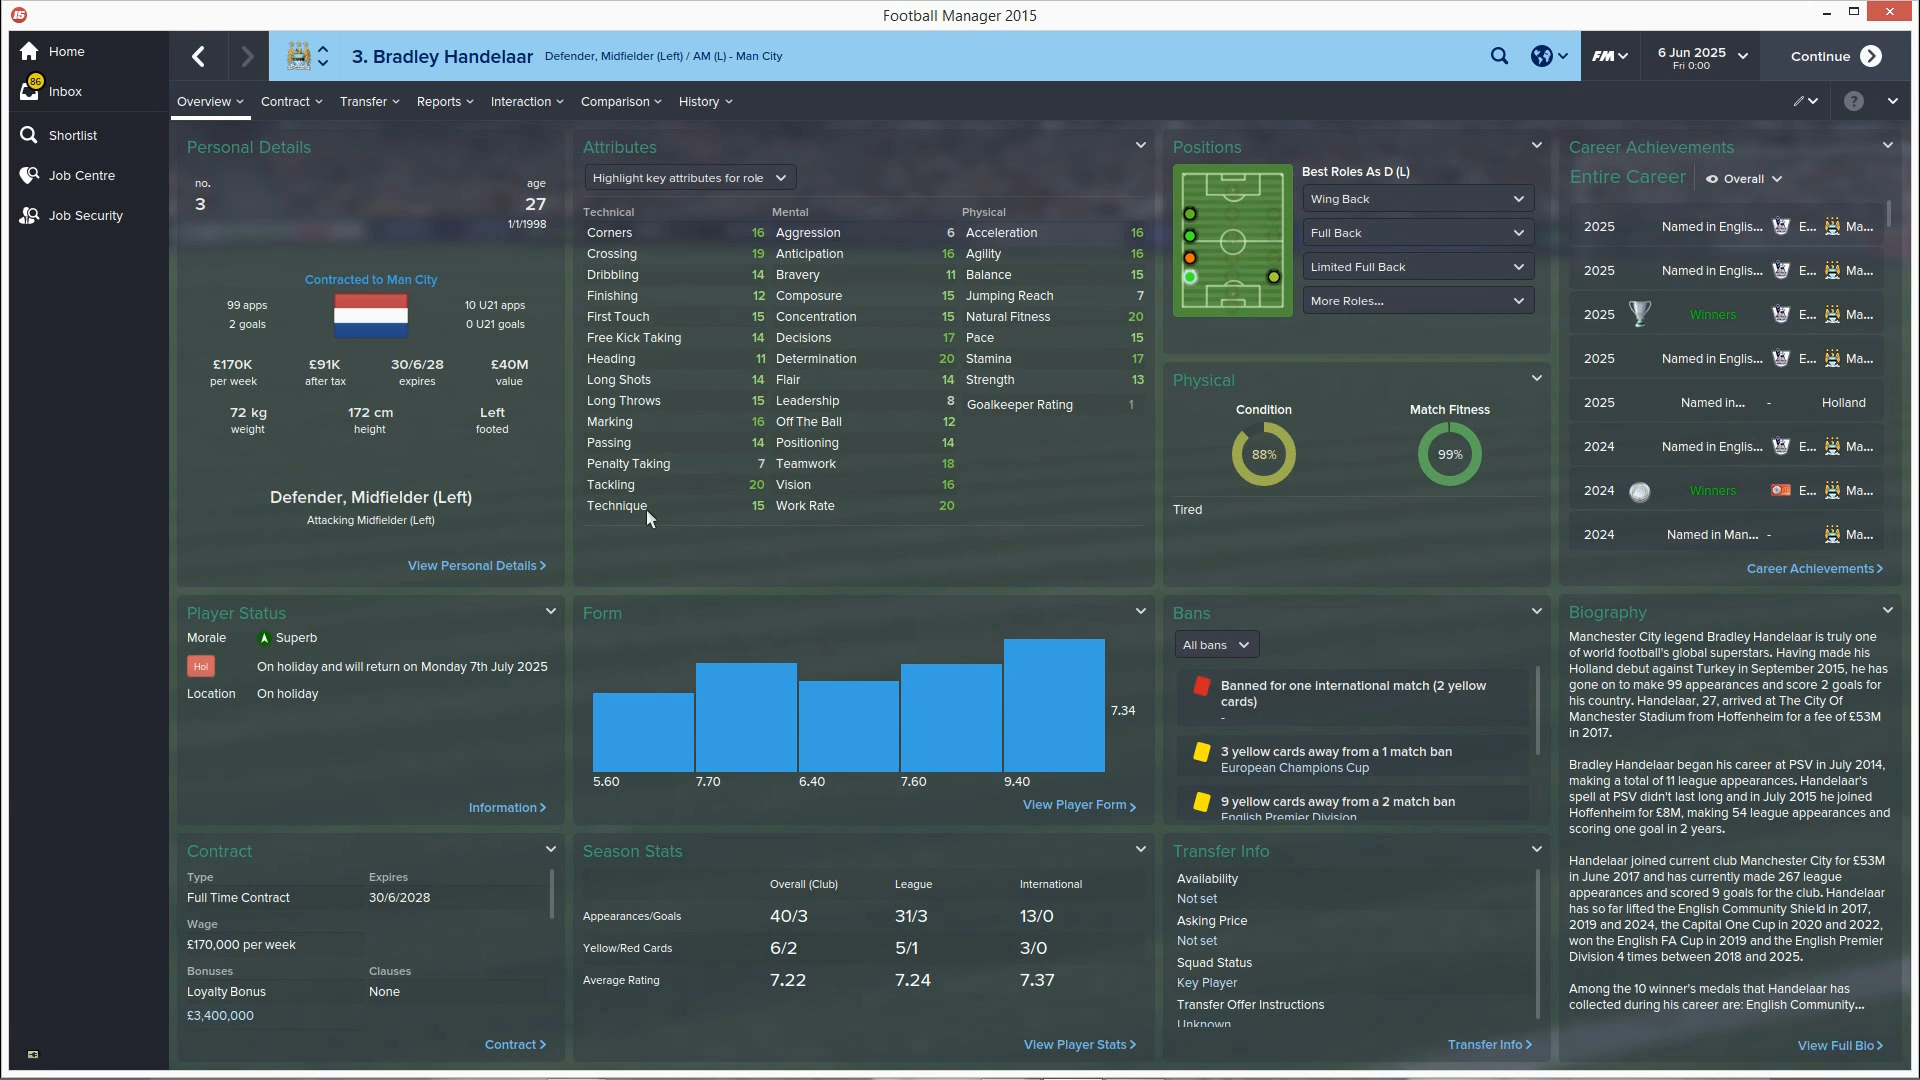 Football Manager 2015
Home
86
Inbox
Shortlist
Job Centre
Job Security
3. Bradley Handelaar Defender, Midfielder (Left) / AM (L) - Man City
FM
6 Jun 2025
Fri 0:00
Continue
Overview Contract Transfer Reports Interaction Comparison History
Personal Details
no.
3
age
27
1/1/1998
Contracted to Man City
99 apps
2 goals
10 U21 apps
0 U21 goals
£170K £91K 30/6/28 £40M
per week after tax expires value
72 kg 172 cm Left
weight height footed
Defender, Midfielder (Left)
Attacking Midfielder (Left)
View Personal Details
Attributes
Highlight key attributes for role
Technical Mental Physical
Corners 16 Aggression 6 Acceleration 16
Crossing 19 Anticipation 16 Agility 16
Dribbling 14 Bravery 11 Balance 15
Finishing 12 Composure 15 Jumping Reach 7
First Touch 15 Concentration 15 Natural Fitness 20
Free Kick Taking 14 Decisions 17 Pace 15
Heading 11 Determination 20 Stamina 17
Long Shots 14 Flair 14 Strength 13
Long Throws 15 Leadership 8 Goalkeeper Rating 1
Marking 16 Off The Ball 12
Passing 14 Positioning 14
Penalty Taking 7 Teamwork 18
Tackling 20 Vision 16
Technique 15 Work Rate 20
Positions
Best Roles As D (L)
Wing Back
Full Back
Limited Full Back
More Roles...
Physical
Condition Match Fitness
88% 99%
Tired
Career Achievements
Entire Career Overall
2025 Named in Englis... E... Ma...
2025 Named in Englis... E... Ma...
2025 Winners E... Ma...
2025 Named in Englis... E... Ma...
2025 Named in... - Holland
2024 Named in Englis... E... Ma...
2024 Winners E... Ma...
2024 Named in Man... - Ma...
Career Achievements
Player Status
Morale Superb
Hol On holiday and will return on Monday 7th July 2025
Location On holiday
Information
Form
7.34
5.60 7.70 6.40 7.60 9.40
View Player Form
Bans
All bans
Banned for one international match (2 yellow
cards)
-
3 yellow cards away from a 1 match ban
European Champions Cup
9 yellow cards away from a 2 match ban
English Premier Division
Biography
Manchester City legend Bradley Handelaar is truly one
of world football's global superstars. Having made his
Holland debut against Turkey in September 2015, he has
gone on to make 99 appearances and score 2 goals for
his country. Handelaar, 27, arrived at The City Of
Manchester Stadium from Hoffenheim for a fee of £53M
in 2017.
Bradley Handelaar began his career at PSV in July 2014,
making a total of 11 league appearances. Handelaar's
spell at PSV didn't last long and in July 2015 he joined
Hoffenheim for £8M, making 54 league appearances and
scoring one goal in 2 years.
Handelaar joined current club Manchester City for £53M
in June 2017 and has currently made 267 league
appearances and scored 9 goals for the club. Handelaar
has so far lifted the English Community Shield in 2017,
2019 and 2024, the Capital One Cup in 2020 and 2022,
won the English FA Cup in 2019 and the English Premier
Division 4 times between 2018 and 2025.
Among the 10 winner's medals that Handelaar has
collected during his career are: English Community...
View Full Bio
Contract
Type Expires
Full Time Contract 30/6/2028
Wage
£170,000 per week
Bonuses Clauses
Loyalty Bonus None
£3,400,000
Contract
Season Stats
Overall (Club) League International
Appearances/Goals 40/3 31/3 13/0
Yellow/Red Cards 6/2 5/1 3/0
Average Rating 7.22 7.24 7.37
View Player Stats
Transfer Info
Availability
Not set
Asking Price
Not set
Squad Status
Key Player
Transfer Offer Instructions
Unknown
Transfer Info